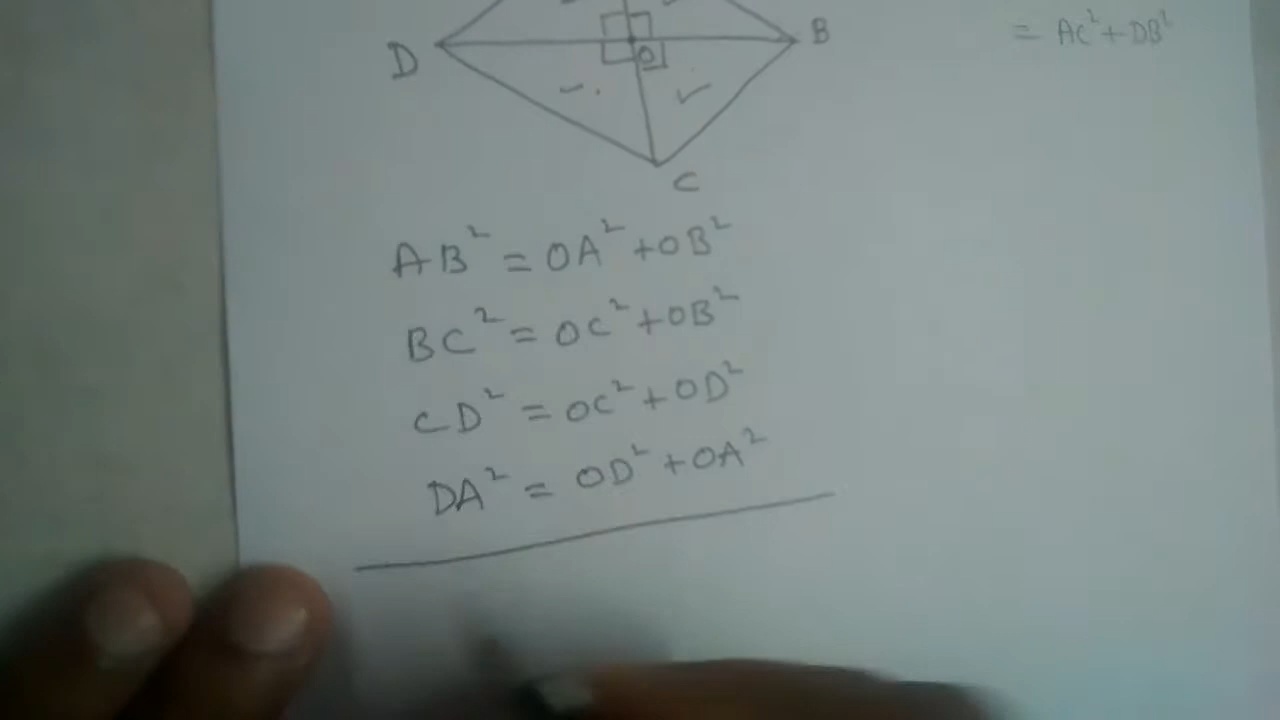 = AC²+DB²
B
D
O
C
AB² = OA² + OB²
BC² = OC² + OB²
CD² = OC² + OD²
DA² = OD² + OA²